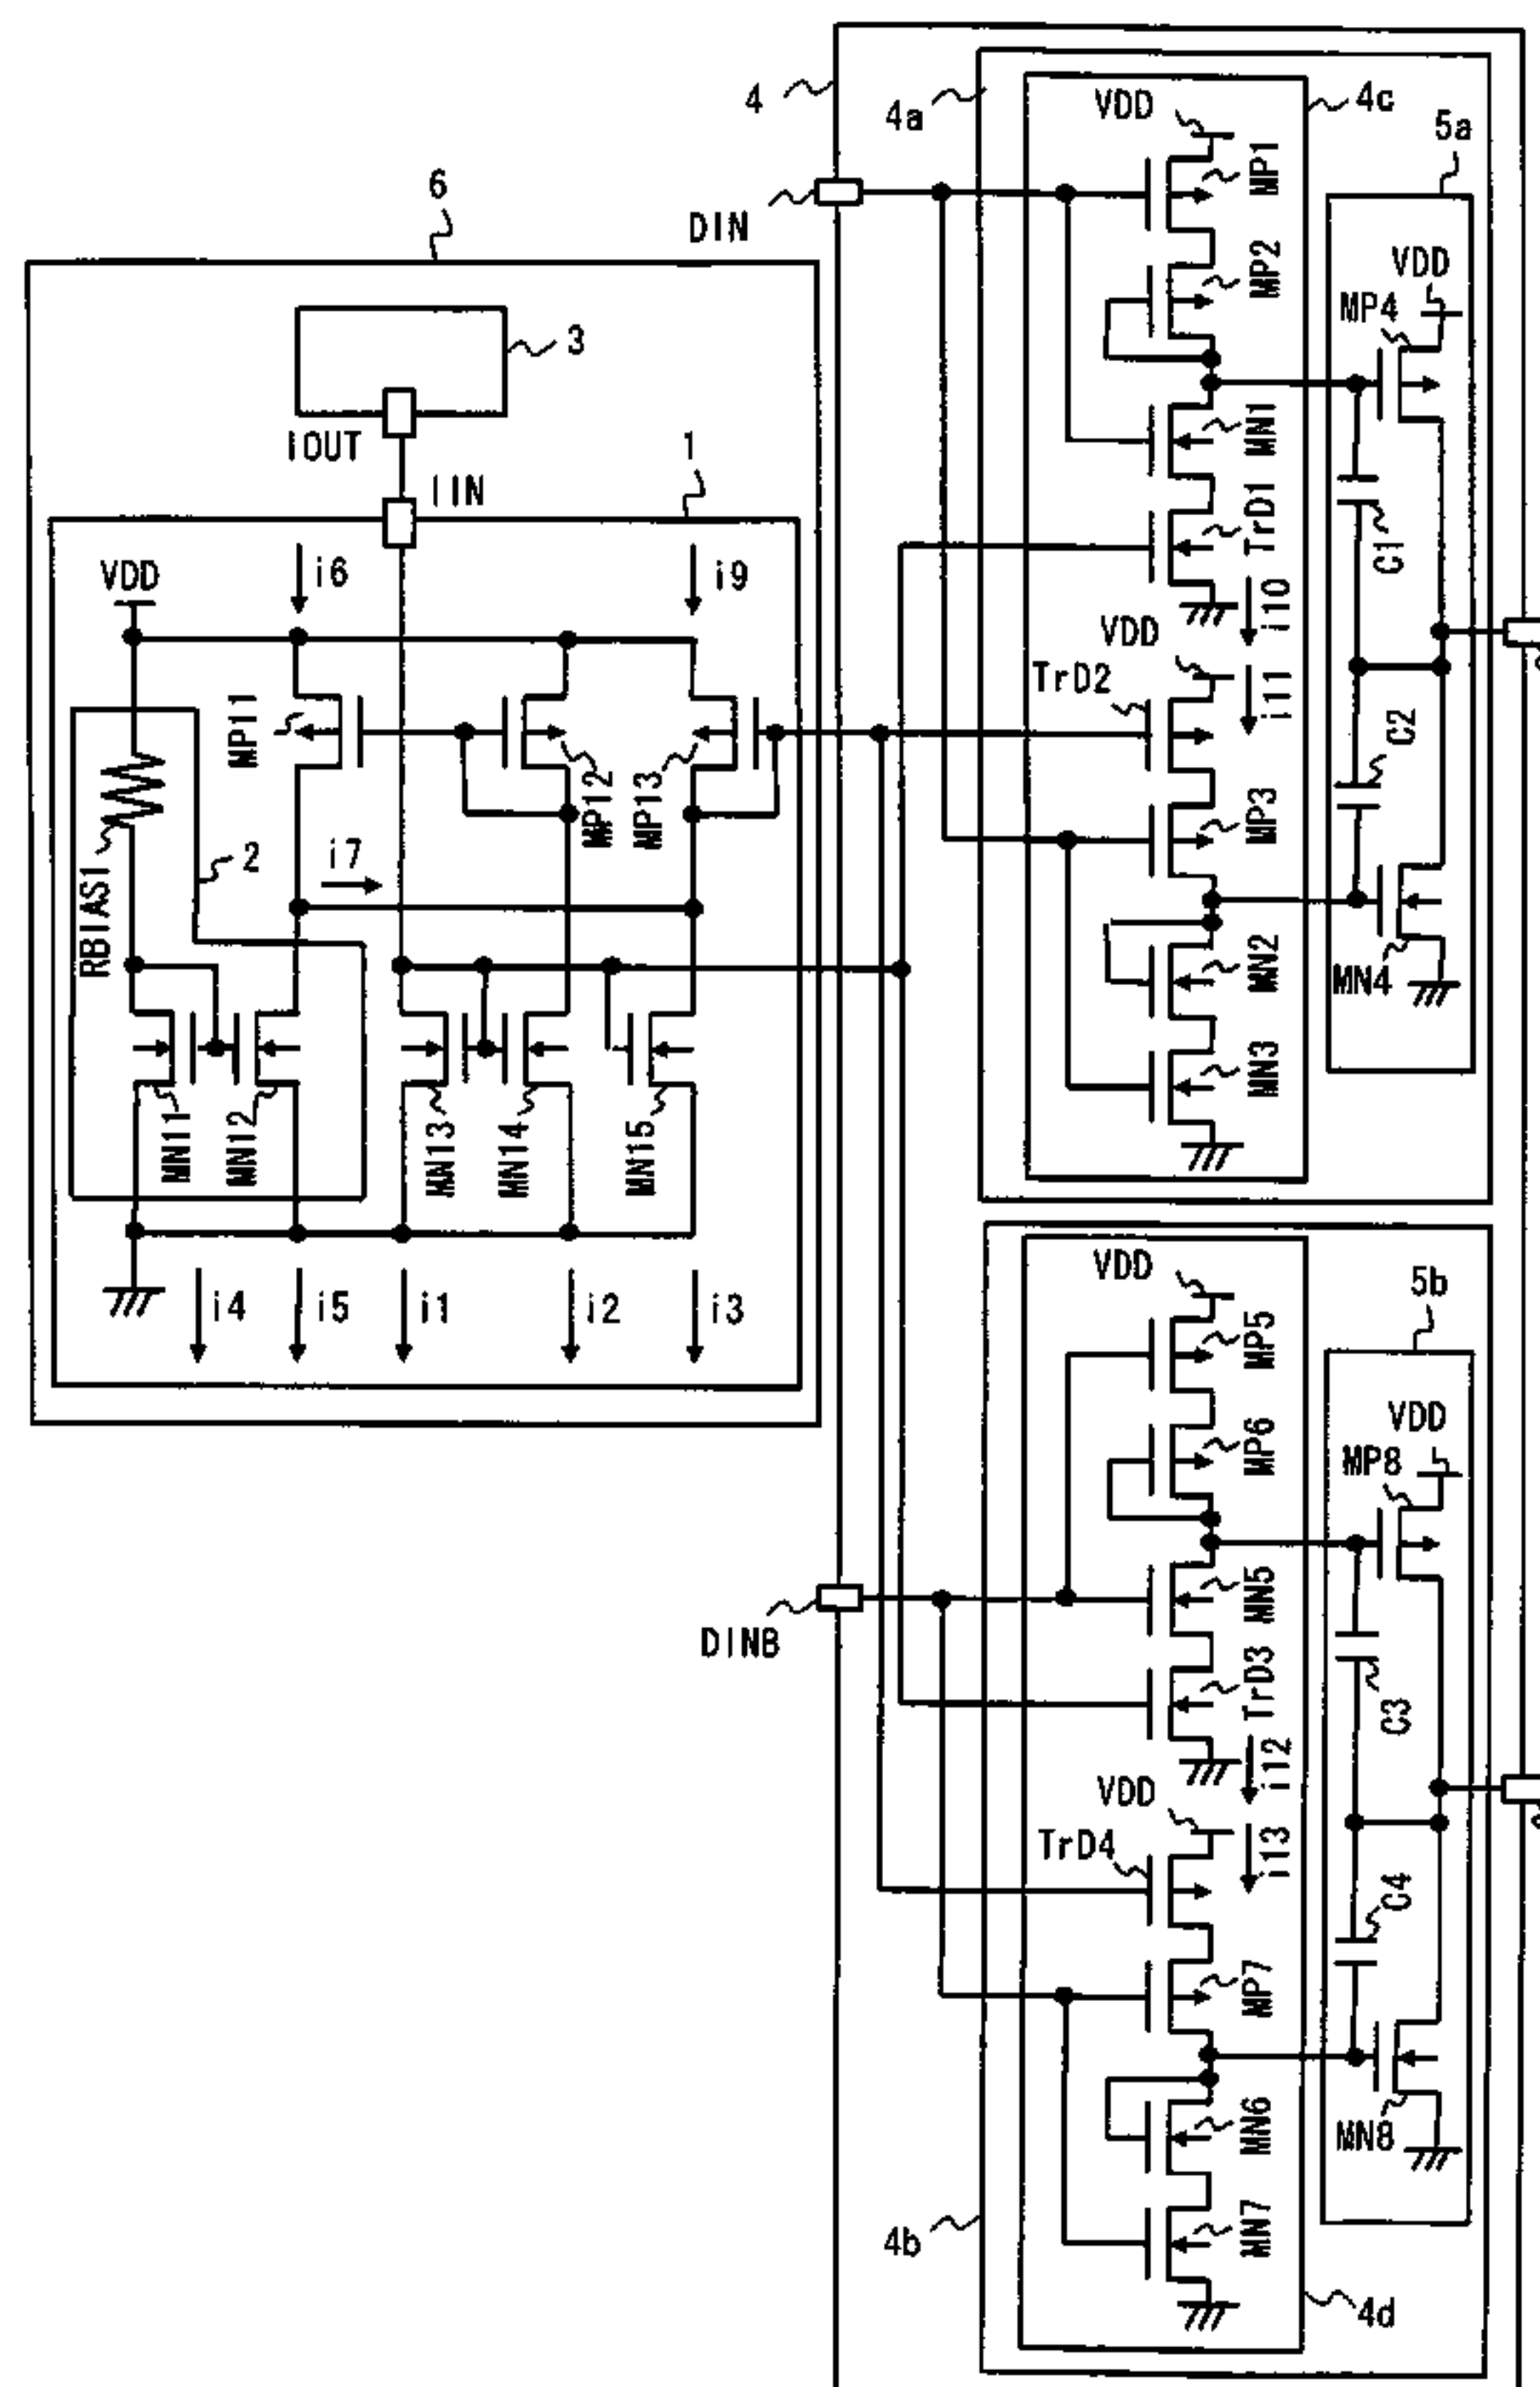 4
4a
VDD
4c
5a
MP1
6
DIN
MP2
VDD
MP4
3
IOUT
MN1
1
IIN
TrD1
C1
VDD
i6
i9
i10
VDD
TrD2
i11
MP11
C2
MP12
MP13
MP3
2
i7
RBIAS1
MN2
MN4
MN3
MN11
MN12
MN13
MN14
MN15
VDD
5b
i4
i5
i1
i2
i3
MP5
VDD
MP6
MP8
MN5
DINB
TrD3
C3
i12
VDD
TrD4
i13
C4
MP7
MN6
MN8
MN7
4b
4d